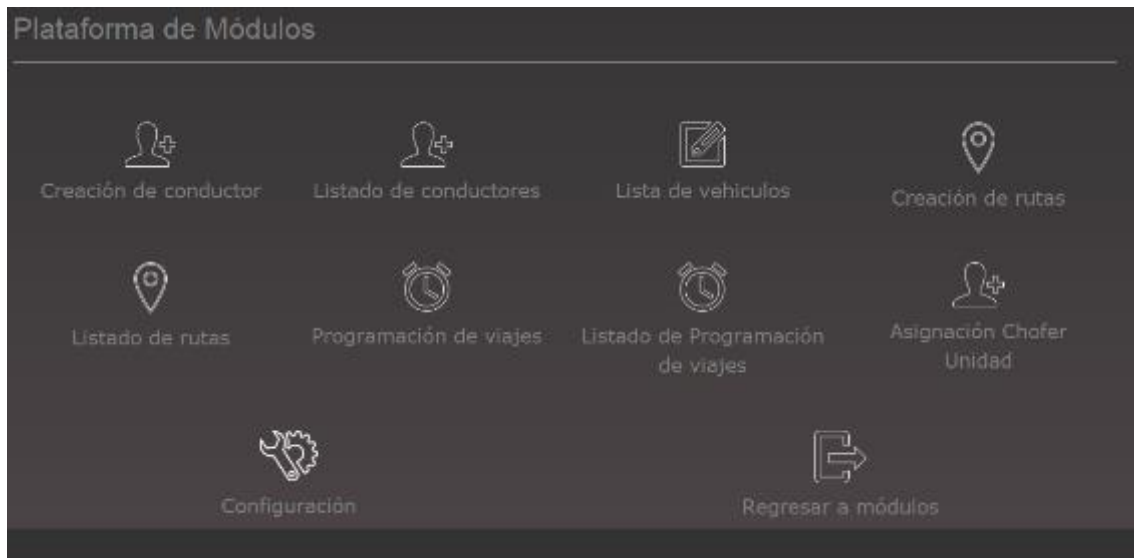 Plataforma de Módulos
Creación de conductor
Listado de conductores
Lista de vehiculos
Creación de rutas
Listado de rutas
Programación de viajes
Listado de Programación
de viajes
Asignación Chofer
Unidad
Configuración
Regresar a módulos